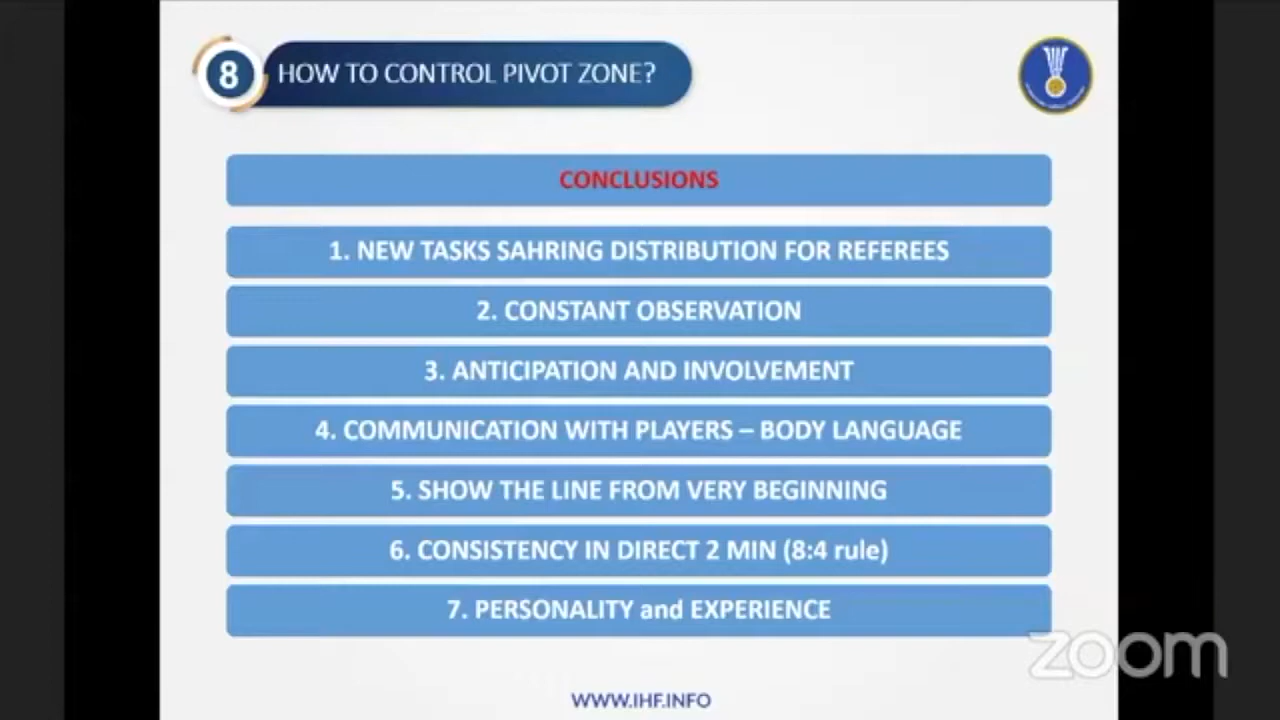 8
HOW TO CONTROL PIVOT ZONE?
CONCLUSIONS
1. NEW TASKS SAHRING DISTRIBUTION FOR REFEREES
2. CONSTANT OBSERVATION
3. ANTICIPATION AND INVOLVEMENT
4. COMMUNICATION WITH PLAYERS – BODY LANGUAGE
5. SHOW THE LINE FROM VERY BEGINNING
6. CONSISTENCY IN DIRECT 2 MIN (8:4 rule)
7. PERSONALITY and EXPERIENCE
zoom
WWW.IHF.INFO